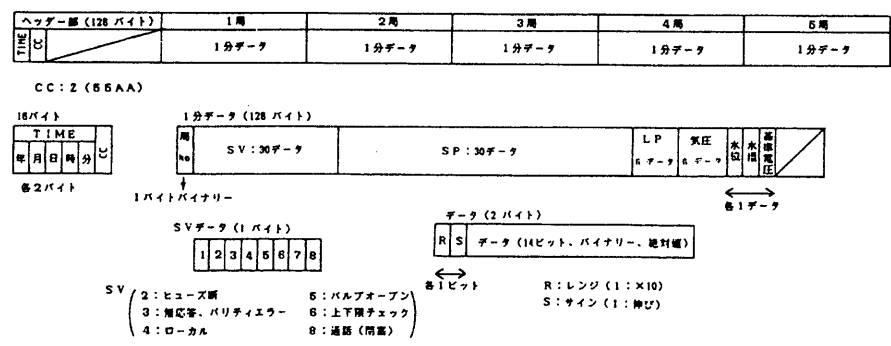 ヘッダー部 (128 バイト) 1局 2局 3局 4局 5局
TIME CC 1分データ 1分データ 1分データ 1分データ 1分データ
CC:2 (55AA)
16バイト 1分データ (128 バイト)
TIME CC
年 月 日 時 分
局 No SV:30データ SP:30データ LP 6データ 気圧 6データ 水位 水温 基準電圧
各2バイト
1バイトバイナリー
各1データ
SVデータ (1 バイト)
1 2 3 4 5 6 7 8
データ (2 バイト)
R S データ (14ビット、バイナリー、絶対値)
各1ビット
R:レンジ (1:×10)
S:サイン (1:伸び)
SV
2:ヒューズ断 5:バルブオープン
3:無応答、パリティエラー 6:上下限チェック
4:ローカル 8:通話 (閉塞)